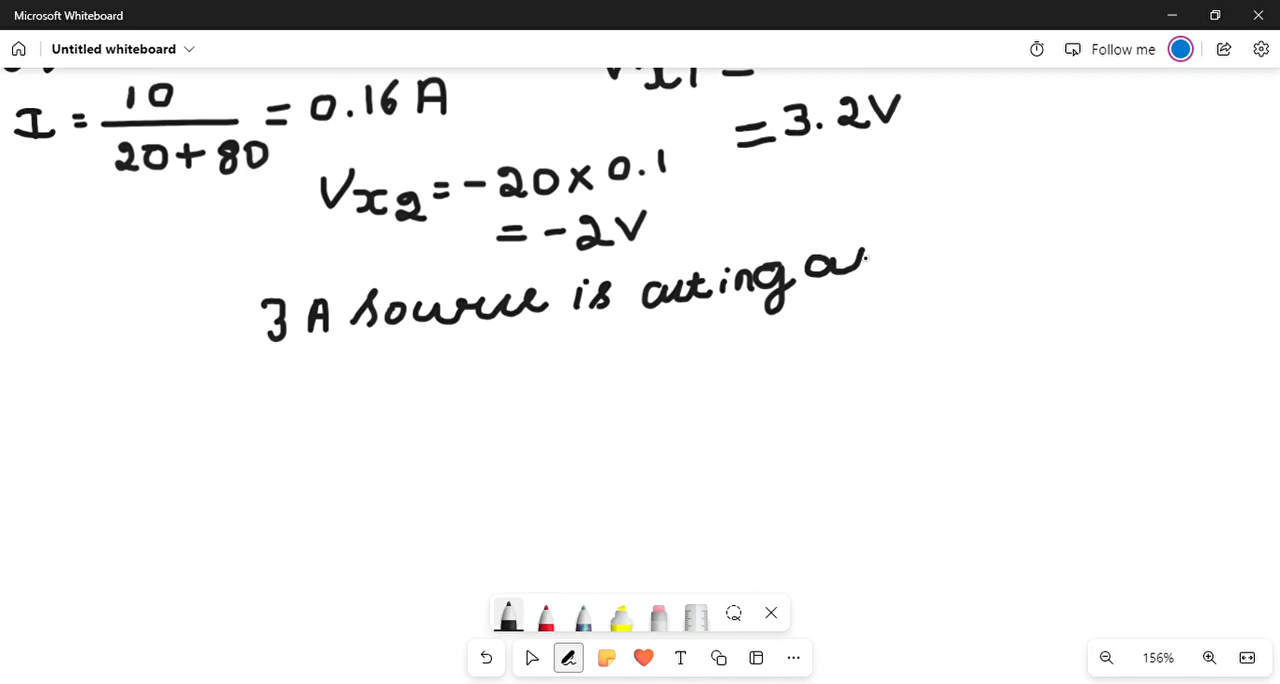 Microsoft Whiteboard
Untitled whiteboard
Follow me
I = 10 / 20+80 = 0.16 A
= 3.2V
Vx2 = -20 x 0.1
= -2V
3 A source is acting
156%